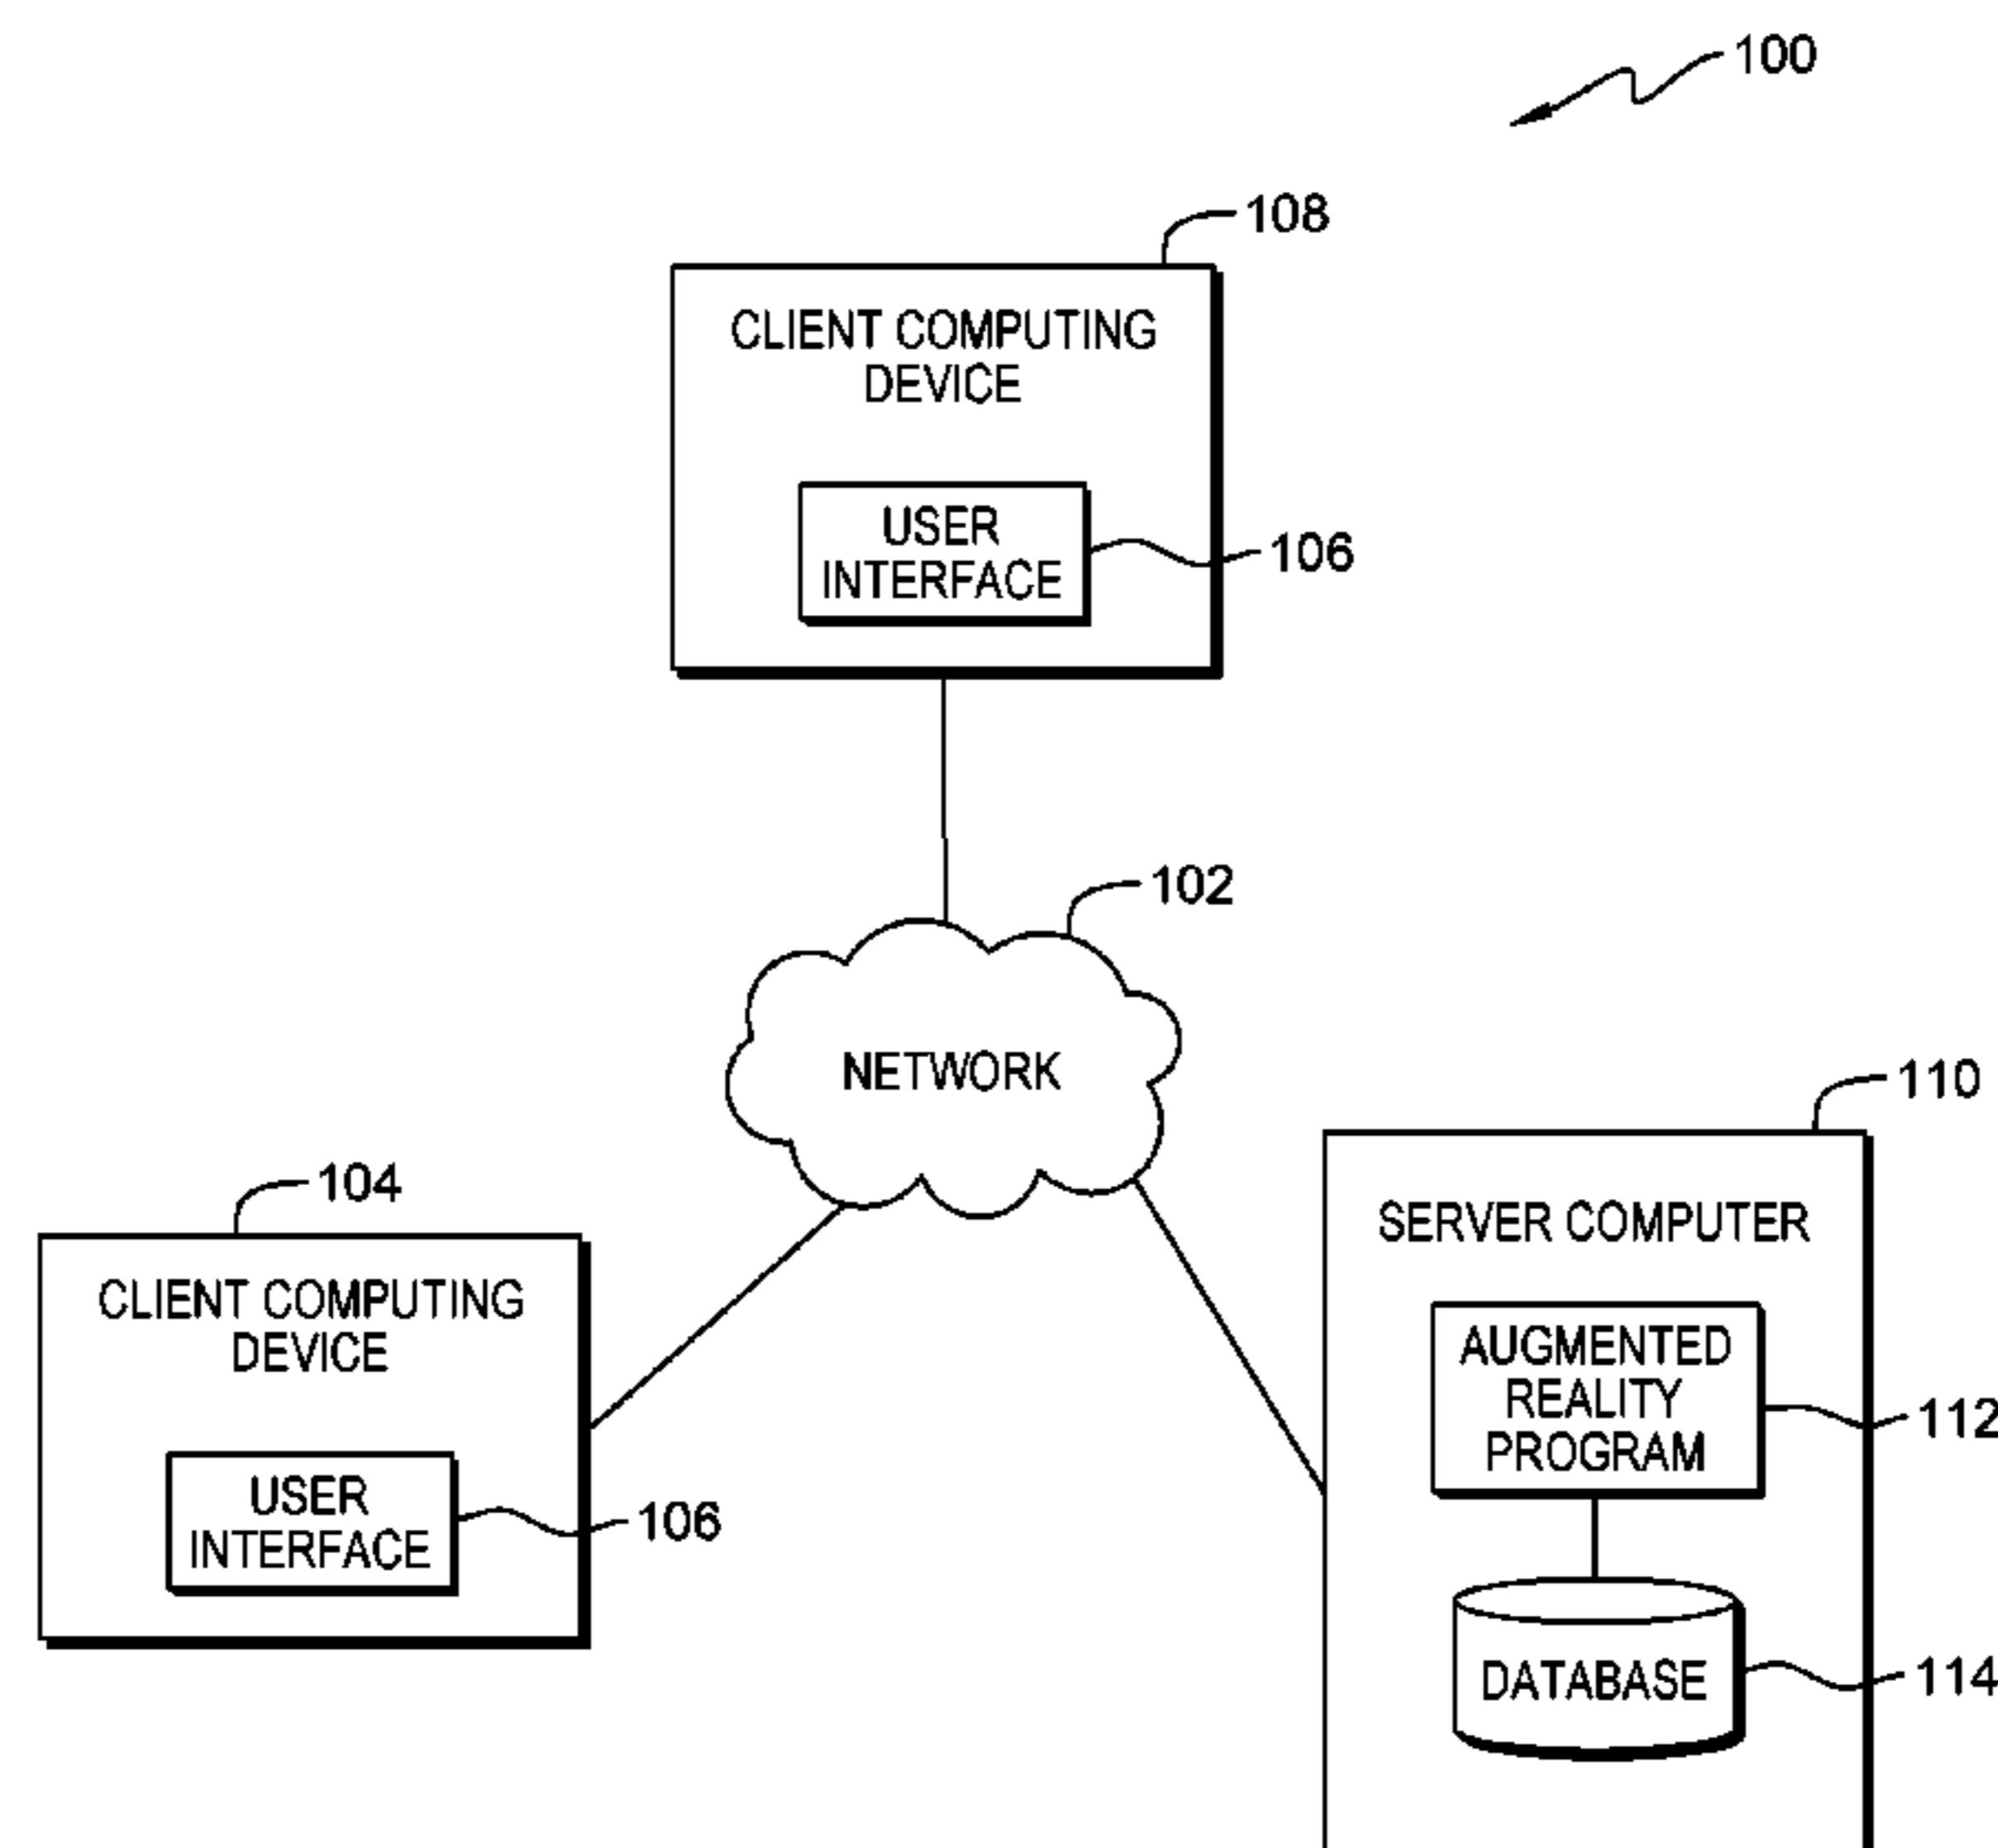 100
108
CLIENT COMPUTING
DEVICE
USER
INTERFACE
106
102
NETWORK
110
104
SERVER COMPUTER
CLIENT COMPUTING
DEVICE
AUGMENTED
REALITY
PROGRAM
112
USER
INTERFACE
106
DATABASE
114